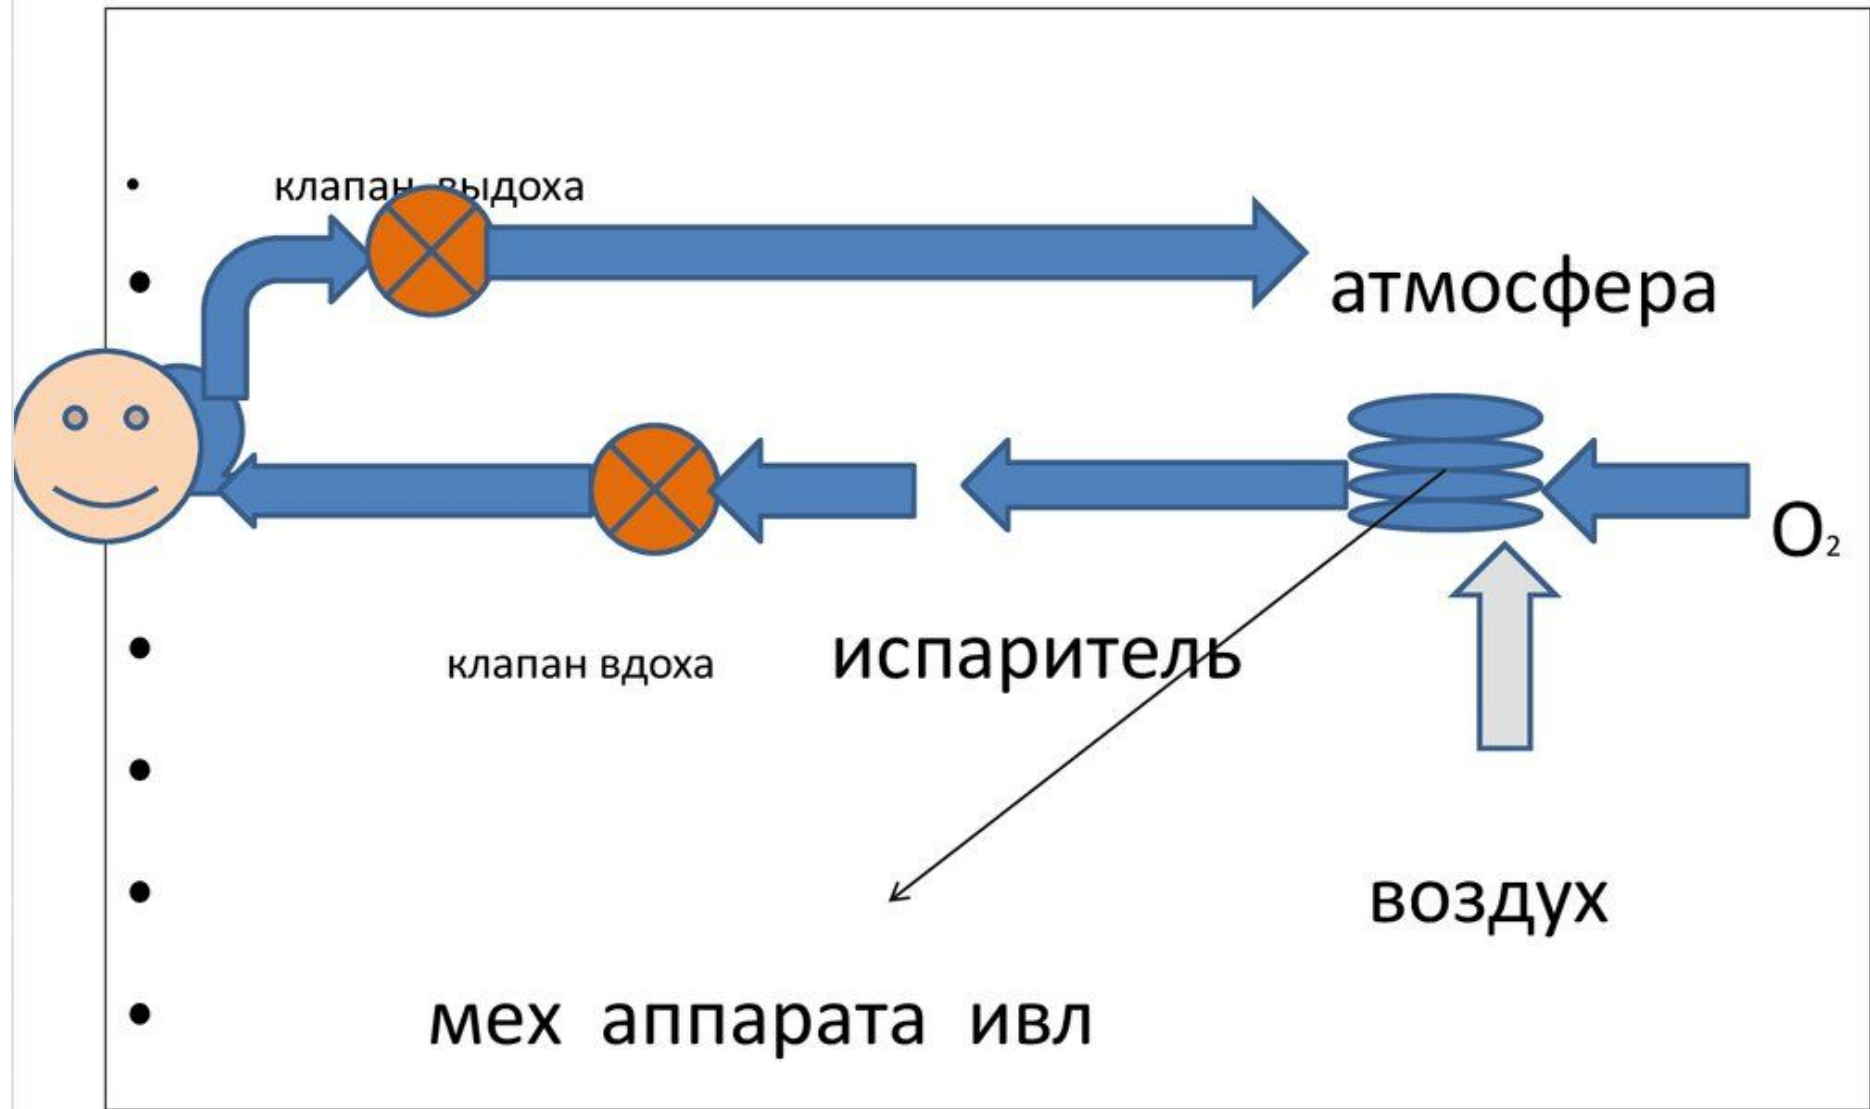 клапан выдоха
атмосфера
O₂
клапан вдоха
испаритель
воздух
мех аппарата ивл